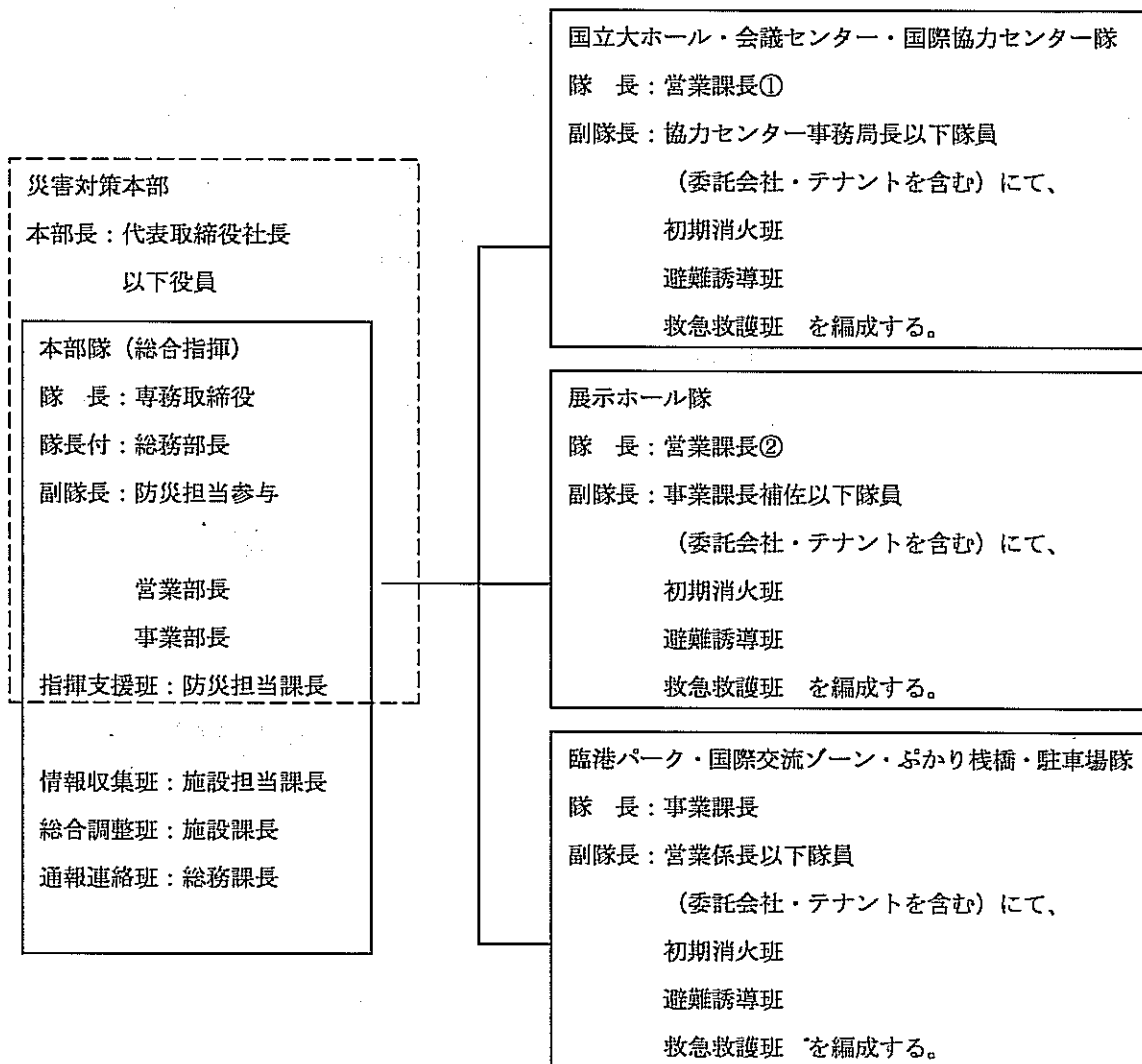 災害対策本部
本部長：代表取締役社長
以下役員
本部隊（総合指揮）
隊　長：専務取締役
隊長付：総務部長
副隊長：防災担当参与
営業部長
事業部長
指揮支援班：防災担当課長
情報収集班：施設担当課長
総合調整班：施設課長
通報連絡班：総務課長
国立大ホール・会議センター・国際協力センター隊
隊　長：営業課長①
副隊長：協力センター事務局長以下隊員
（委託会社・テナントを含む）にて、
初期消火班
避難誘導班
救急救護班　を編成する。
展示ホール隊
隊　長：営業課長②
副隊長：事業課長補佐以下隊員
（委託会社・テナントを含む）にて、
初期消火班
避難誘導班
救急救護班　を編成する。
臨港パーク・国際交流ゾーン・ぷかり桟橋・駐車場隊
隊　長：事業課長
副隊長：営業係長以下隊員
（委託会社・テナントを含む）にて、
初期消火班
避難誘導班
救急救護班　を編成する。